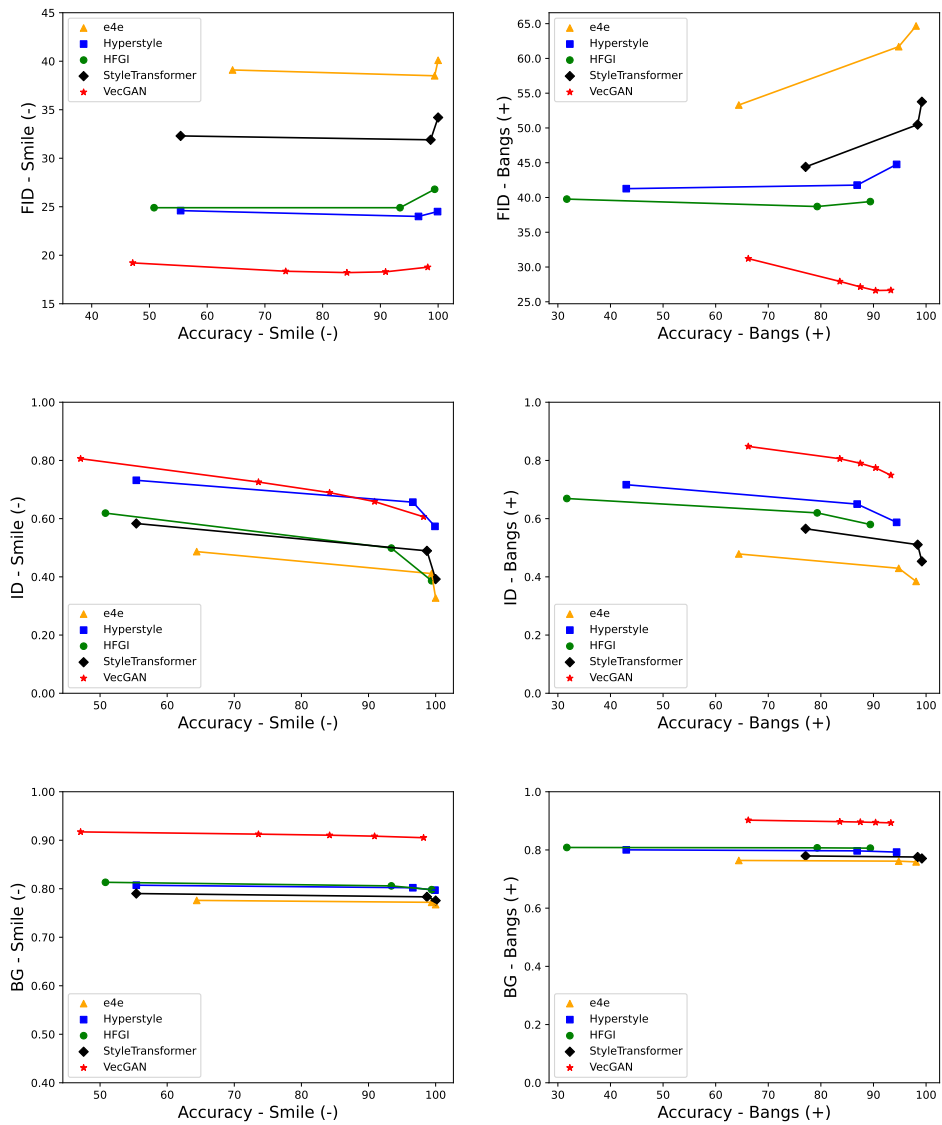 45
40
35
30
25
20
15
FID - Smile (-)
e4e
Hyperstyle
HFGI
StyleTransformer
VecGAN
40 50 60 70 80 90 100
Accuracy - Smile (-)
65.0
60.0
55.0
50.0
45.0
40.0
35.0
30.0
25.0
FID - Bangs (+)
e4e
Hyperstyle
HFGI
StyleTransformer
VecGAN
30 40 50 60 70 80 90 100
Accuracy - Bangs (+)
1.00
0.80
0.60
0.40
0.20
0.00
ID - Smile (-)
e4e
Hyperstyle
HFGI
StyleTransformer
VecGAN
50 60 70 80 90 100
Accuracy - Smile (-)
1.0
0.8
0.6
0.4
0.2
0.0
ID - Bangs (+)
e4e
Hyperstyle
HFGI
StyleTransformer
VecGAN
30 40 50 60 70 80 90 100
Accuracy - Bangs (+)
1.00
0.90
0.80
0.70
0.60
0.50
0.40
BG - Smile (-)
e4e
Hyperstyle
HFGI
StyleTransformer
VecGAN
50 60 70 80 90 100
Accuracy - Smile (-)
1.0
0.8
0.6
0.4
0.2
0.0
BG - Bangs (+)
e4e
Hyperstyle
HFGI
StyleTransformer
VecGAN
30 40 50 60 70 80 90 100
Accuracy - Bangs (+)